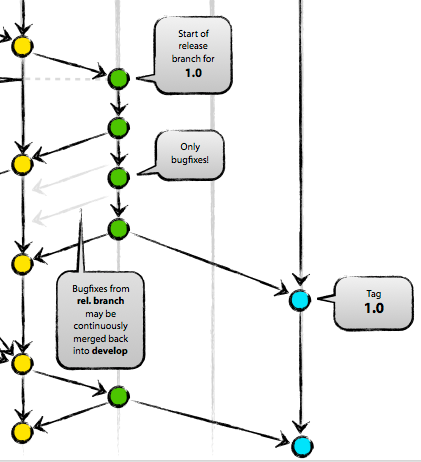 Start of
release
branch for
1.0
Only
bugfixes!
Bugfixes from
rel. branch
may be
continuously
merged back
into develop
Tag
1.0